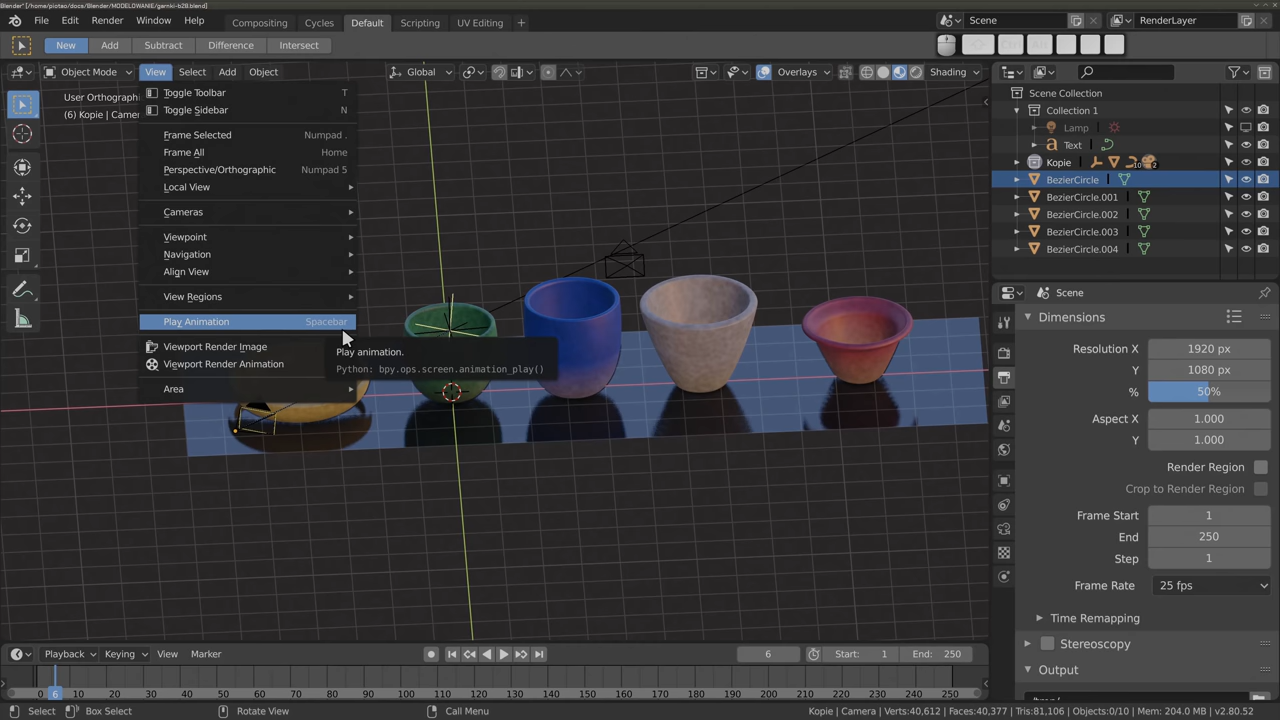 Blender* [/home/piotao/docs/Blender/MODELOWANIE/garnki-b28.blend]
File Edit Render Window Help Compositing Cycles Default Scripting UV Editing + Scene RenderLayer
New Add Subtract Difference Intersect Ctrl Alt
Object Mode View Select Add Object Global Overlays Shading
User Orthographi
(6) Kopie | Camer
Toggle Toolbar T
Toggle Sidebar N
Frame Selected Numpad .
Frame All Home
Perspective/Orthographic Numpad 5
Local View
Cameras
Viewpoint
Navigation
Align View
View Regions
Play Animation Spacebar
Viewport Render Image
Viewport Render Animation
Area
Play animation.
Python: bpy.ops.screen.animation_play()
Scene Collection
Collection 1
Lamp
Text
Kopie 10 2
BezierCircle
BezierCircle.001
BezierCircle.002
BezierCircle.003
BezierCircle.004
Scene
Dimensions
Resolution X 1920 px
Y 1080 px
% 50%
Aspect X 1.000
Y 1.000
Render Region
Crop to Render Region
Frame Start 1
End 250
Step 1
Frame Rate 25 fps
Time Remapping
Stereoscopy
Output
Playback Keying View Marker 6 Start: 1 End: 250
0 6 10 20 30 40 50 60 70 80 90 100 110 120 130 140 150 160 170 180 190 200 210 220 230 240 250
Select Box Select Rotate View Call Menu Kopie | Camera | Verts:40,612 | Faces:40,377 | Tris:81,106 | Objects:0/10 | Mem: 204.0 MB | v2.80.52